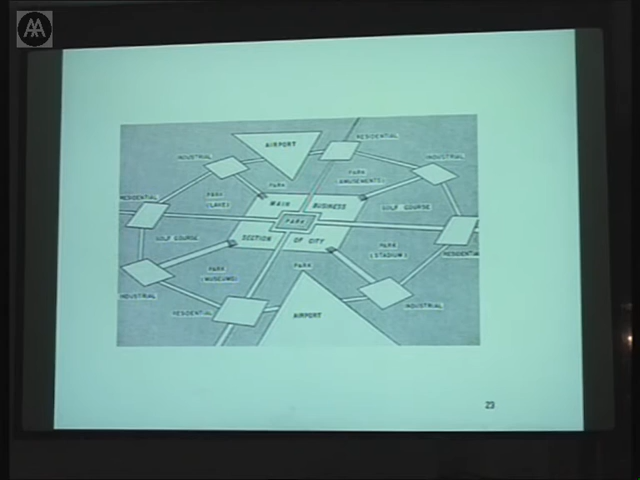 AA
RESIDENTIAL
AIRPORT
INDUSTRIAL
INDUSTRIAL
PARK
PARK
(AMUSEMENTS)
RESIDENTIAL
PARK
(LAKE)
MAIN BUSINESS
GOLF COURSE
PARK
GOLF COURSE
SECTION OF CITY
PARK
(STADIUM)
RESIDENTIAL
PARK
PARK
(MUSEUMS)
INDUSTRIAL
INDUSTRIAL
RESIDENTIAL
AIRPORT
23